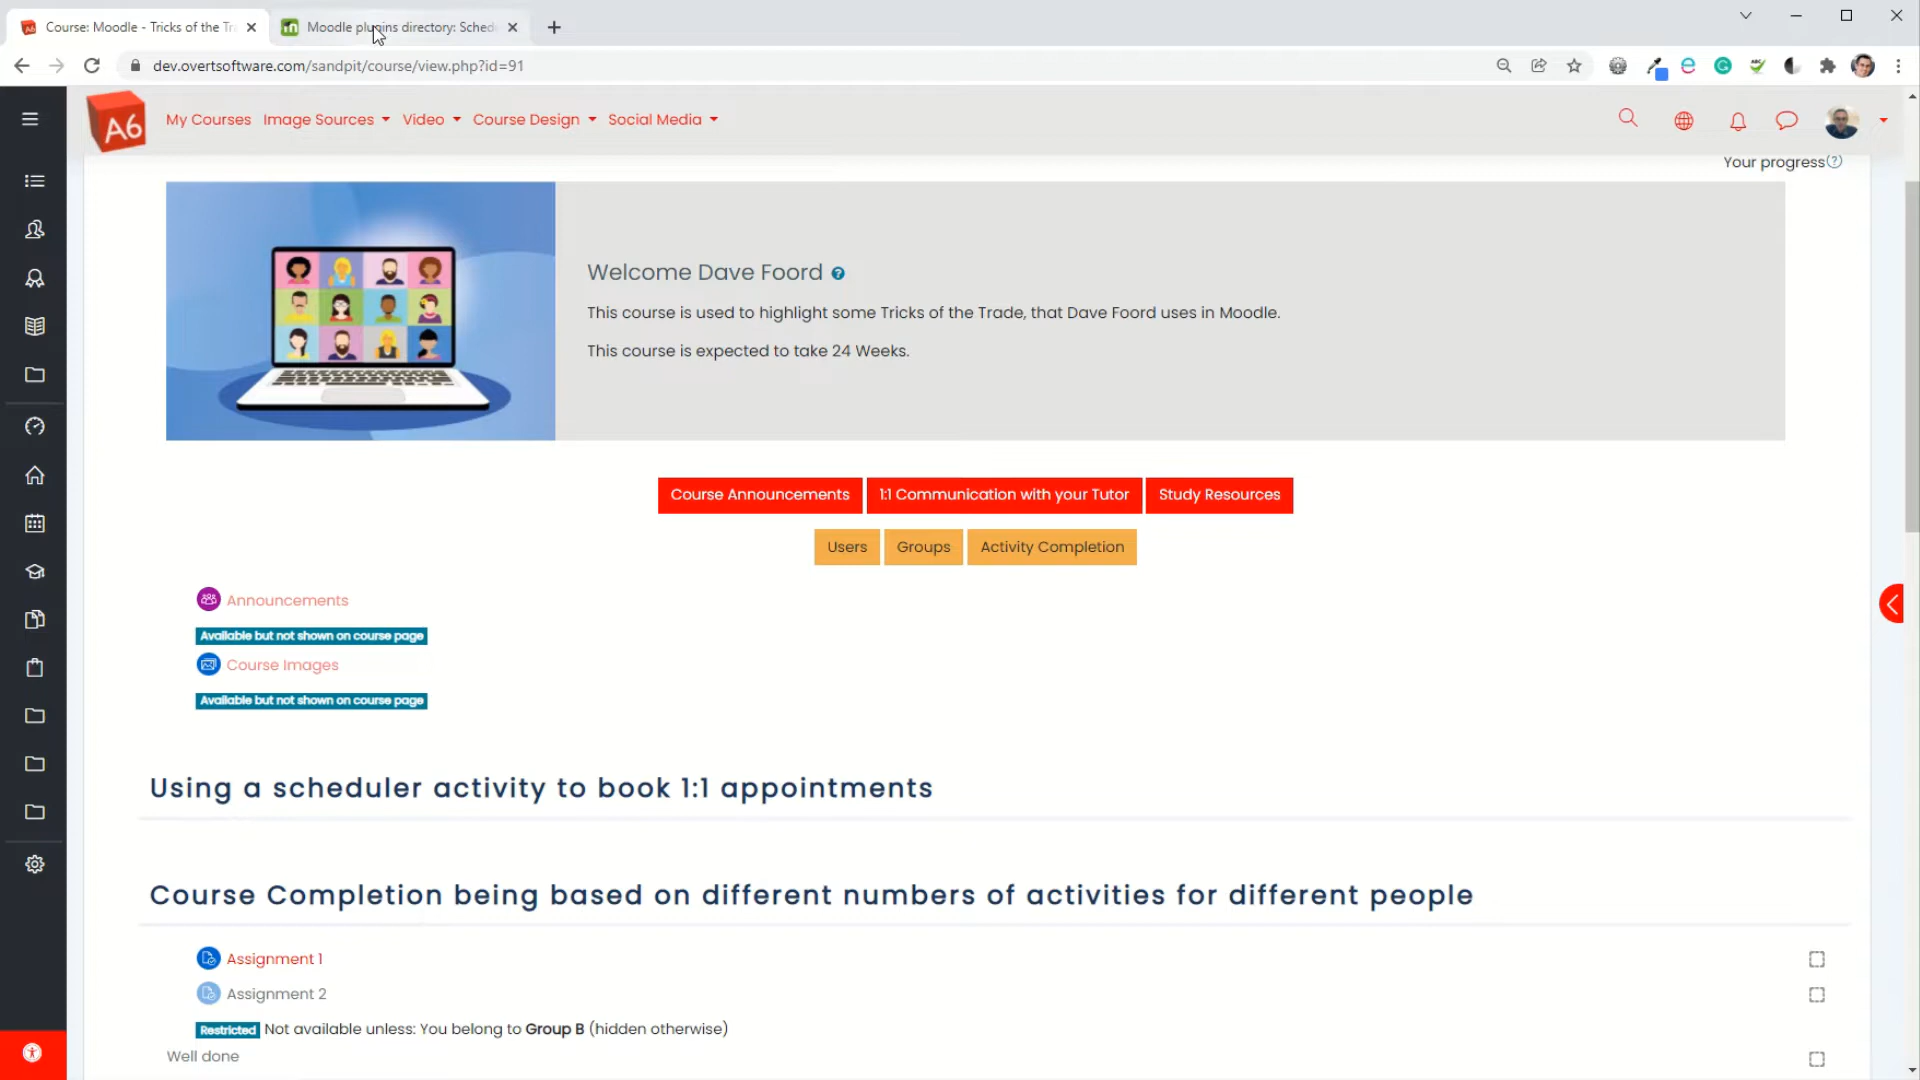 Course: Moodle - Tricks of the Tr
Moodle plugins directory: Sched
dev.overtsoftware.com/sandpit/course/view.php?id=91
A6
My Courses
Image Sources
Video
Course Design
Social Media
Your progress
Welcome Dave Foord
This course is used to highlight some Tricks of the Trade, that Dave Foord uses in Moodle.
This course is expected to take 24 Weeks.
Course Announcements
1:1 Communication with your Tutor
Study Resources
Users
Groups
Activity Completion
Announcements
Available but not shown on course page
Course Images
Available but not shown on course page
Using a scheduler activity to book 1:1 appointments
Course Completion being based on different numbers of activities for different people
Assignment 1
Assignment 2
Restricted Not available unless: You belong to Group B (hidden otherwise)
Well done